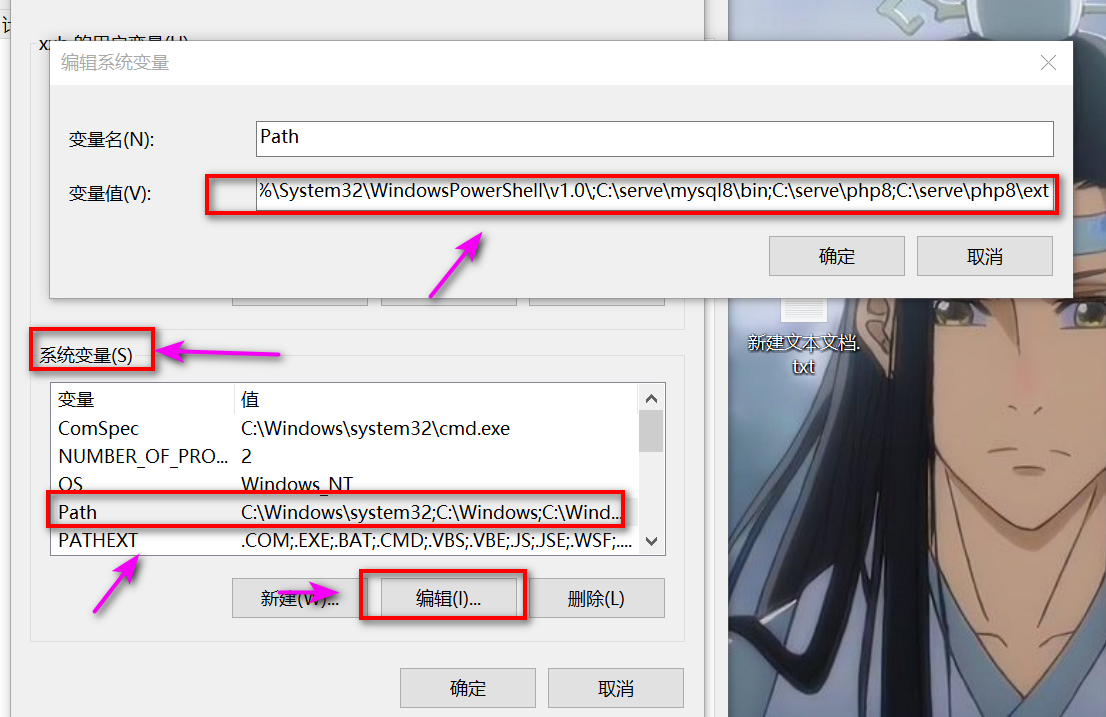 编辑系统变量
变量名(N):
Path
变量值(V):
%\System32\WindowsPowerShell\v1.0\;C:\serve\mysql8\bin;C:\serve\php8;C:\serve\php8\ext
确定
取消
新建文本文档.
txt
系统变量(S)
变量 值
ComSpec C:\Windows\system32\cmd.exe
NUMBER_OF_PRO... 2
OS Windows_NT
Path C:\Windows\system32;C:\Windows;C:\Wind...
PATHEXT .COM;.EXE;.BAT;.CMD;.VBS;.VBE;.JS;.JSE;.WSF;....
新建(W)...
编辑(I)...
删除(L)
确定
取消